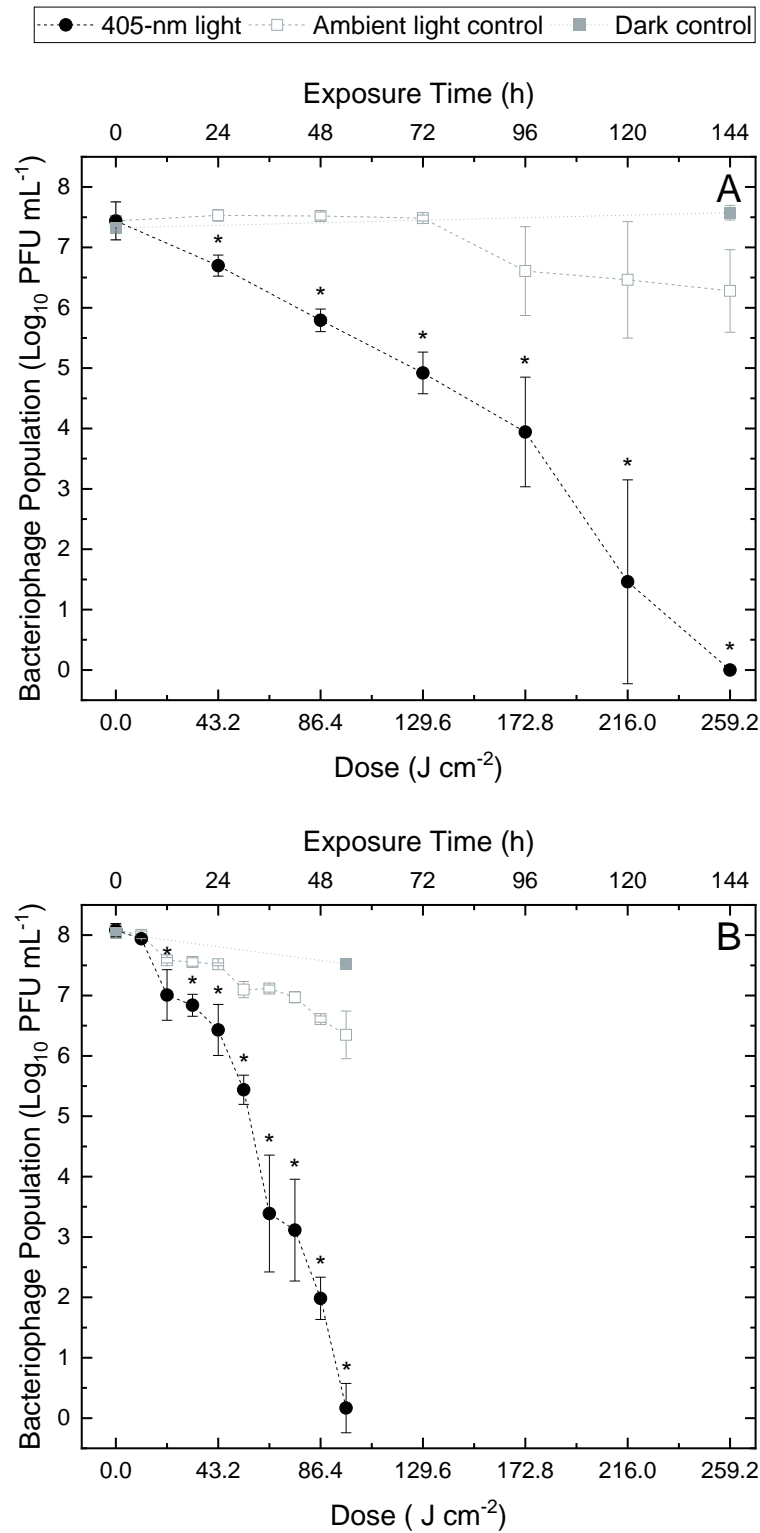 405-nm light Ambient light control Dark control
Exposure Time (h)
0 24 48 72 96 120 144
A
Bacteriophage Population (Log₁₀ PFU mL⁻¹)
8
7
6
5
4
3
2
1
0
* * * * * *
0.0 43.2 86.4 129.6 172.8 216.0 259.2
Dose (J cm⁻²)
Exposure Time (h)
0 24 48 72 96 120 144
B
Bacteriophage Population (Log₁₀ PFU mL⁻¹)
8
7
6
5
4
3
2
1
0
* * * * * * * *
0.0 43.2 86.4 129.6 172.8 216.0 259.2
Dose ( J cm⁻²)